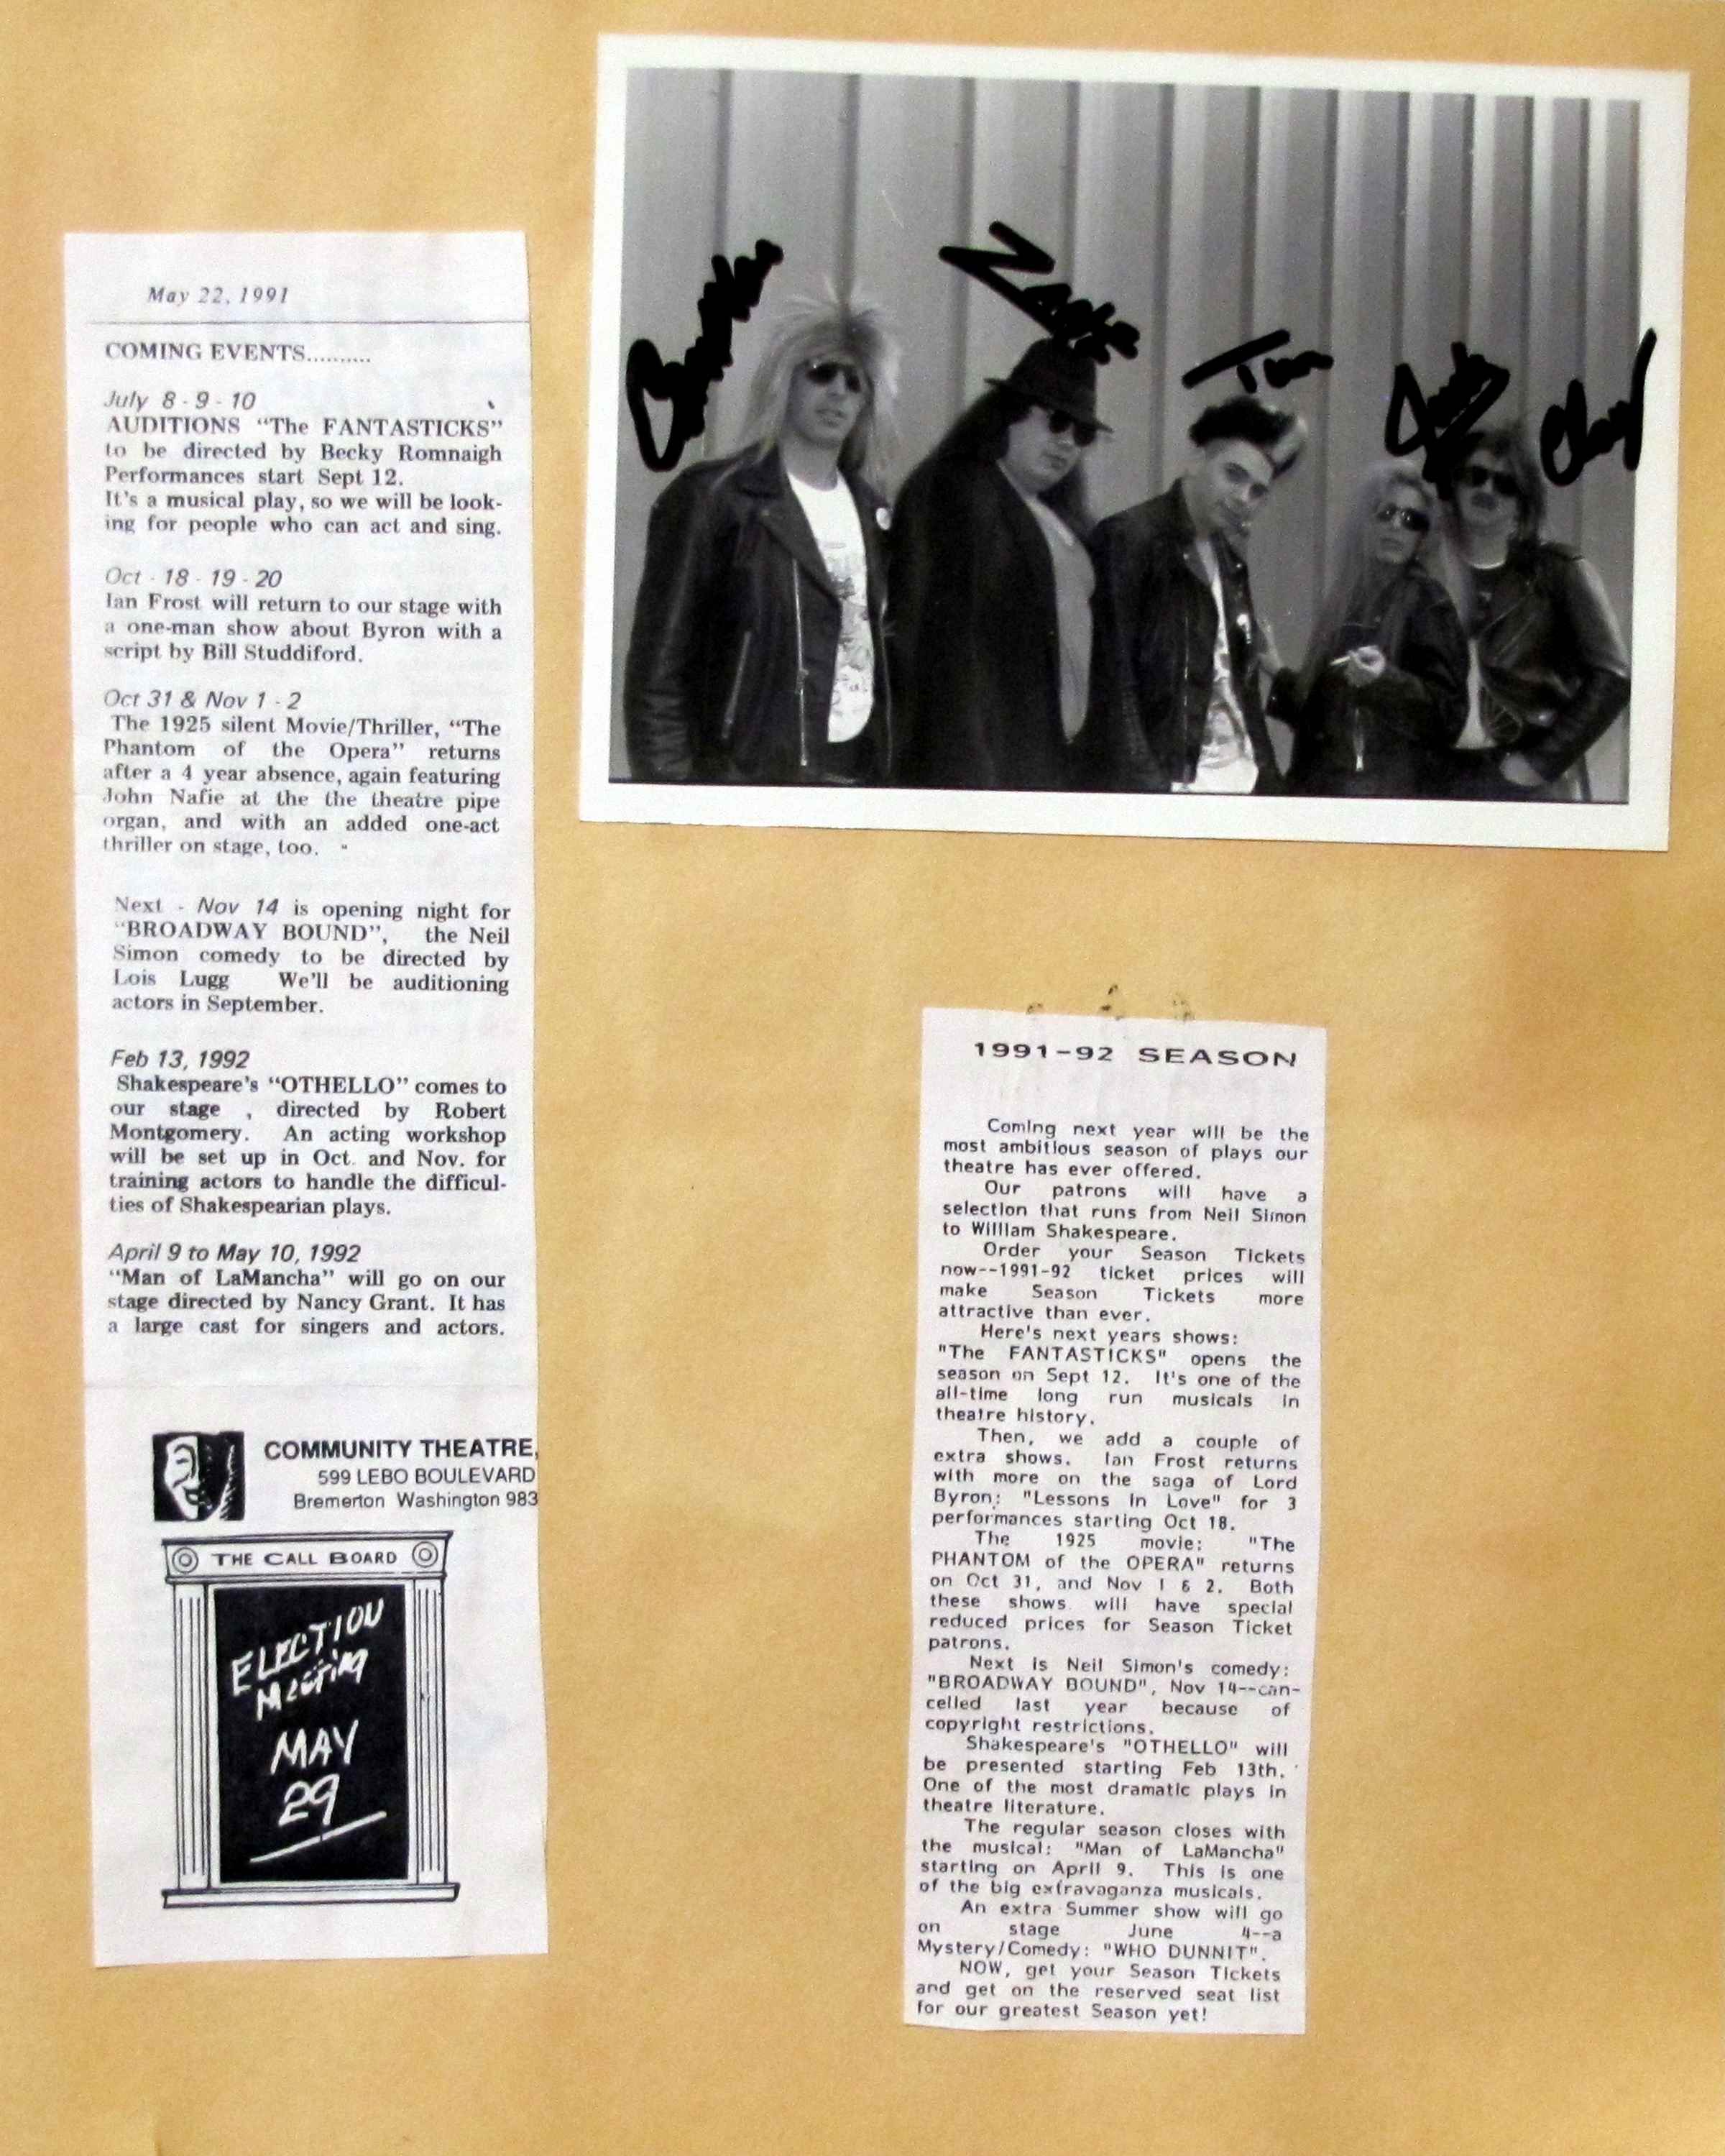 May 22, 1991
COMING EVENTS..........
July 8 - 9 - 10
AUDITIONS "The FANTASTICKS"
to be directed by Becky Romnaigh
Performances start Sept 12.
It's a musical play, so we will be look-
ing for people who can act and sing.
Oct - 18 - 19 - 20
Ian Frost will return to our stage with
a one-man show about Byron with a
script by Bill Studdiford.
Oct 31 & Nov 1 - 2
The 1925 silent Movie/Thriller, "The
Phantom of the Opera" returns
after a 4 year absence, again featuring
John Nafie at the the theatre pipe
organ, and with an added one-act
thriller on stage, too.
Next - Nov 14 is opening night for
"BROADWAY BOUND", the Neil
Simon comedy to be directed by
Lois Lugg We'll be auditioning
actors in September.
Feb 13, 1992
Shakespeare's "OTHELLO" comes to
our stage , directed by Robert
Montgomery. An acting workshop
will be set up in Oct. and Nov. for
training actors to handle the difficul-
ties of Shakespearian plays.
April 9 to May 10, 1992
"Man of LaMancha" will go on our
stage directed by Nancy Grant. It has
a large cast for singers and actors.
COMMUNITY THEATRE,
599 LEBO BOULEVARD
Bremerton Washington 983
THE CALL BOARD
ELECTION
MEETING
MAY
29
Tim
Cheryl
1991-92 SEASON
Coming next year will be the
most ambitious season of plays our
theatre has ever offered.
Our patrons will have a
selection that runs from Neil Simon
to William Shakespeare.
Order your Season Tickets
now--1991-92 ticket prices will
make Season Tickets more
attractive than ever.
Here's next years shows:
"The FANTASTICKS" opens the
season on Sept 12. It's one of the
all-time long run musicals in
theatre history.
Then, we add a couple of
extra shows. Ian Frost returns
with more on the saga of Lord
Byron: "Lessons in Love" for 3
performances starting Oct 18.
The 1925 movie: "The
PHANTOM of the OPERA" returns
on Oct 31, and Nov 1 & 2. Both
these shows will have special
reduced prices for Season Ticket
patrons.
Next is Neil Simon's comedy:
"BROADWAY BOUND", Nov 14--can-
celled last year because of
copyright restrictions.
Shakespeare's "OTHELLO" will
be presented starting Feb 13th.
One of the most dramatic plays in
theatre literature.
The regular season closes with
the musical: "Man of LaMancha"
starting on April 9. This is one
of the big extravaganza musicals.
An extra Summer show will go
on stage June 4--a
Mystery/Comedy: "WHO DUNNIT".
NOW, get your Season Tickets
and get on the reserved seat list
for our greatest Season yet!